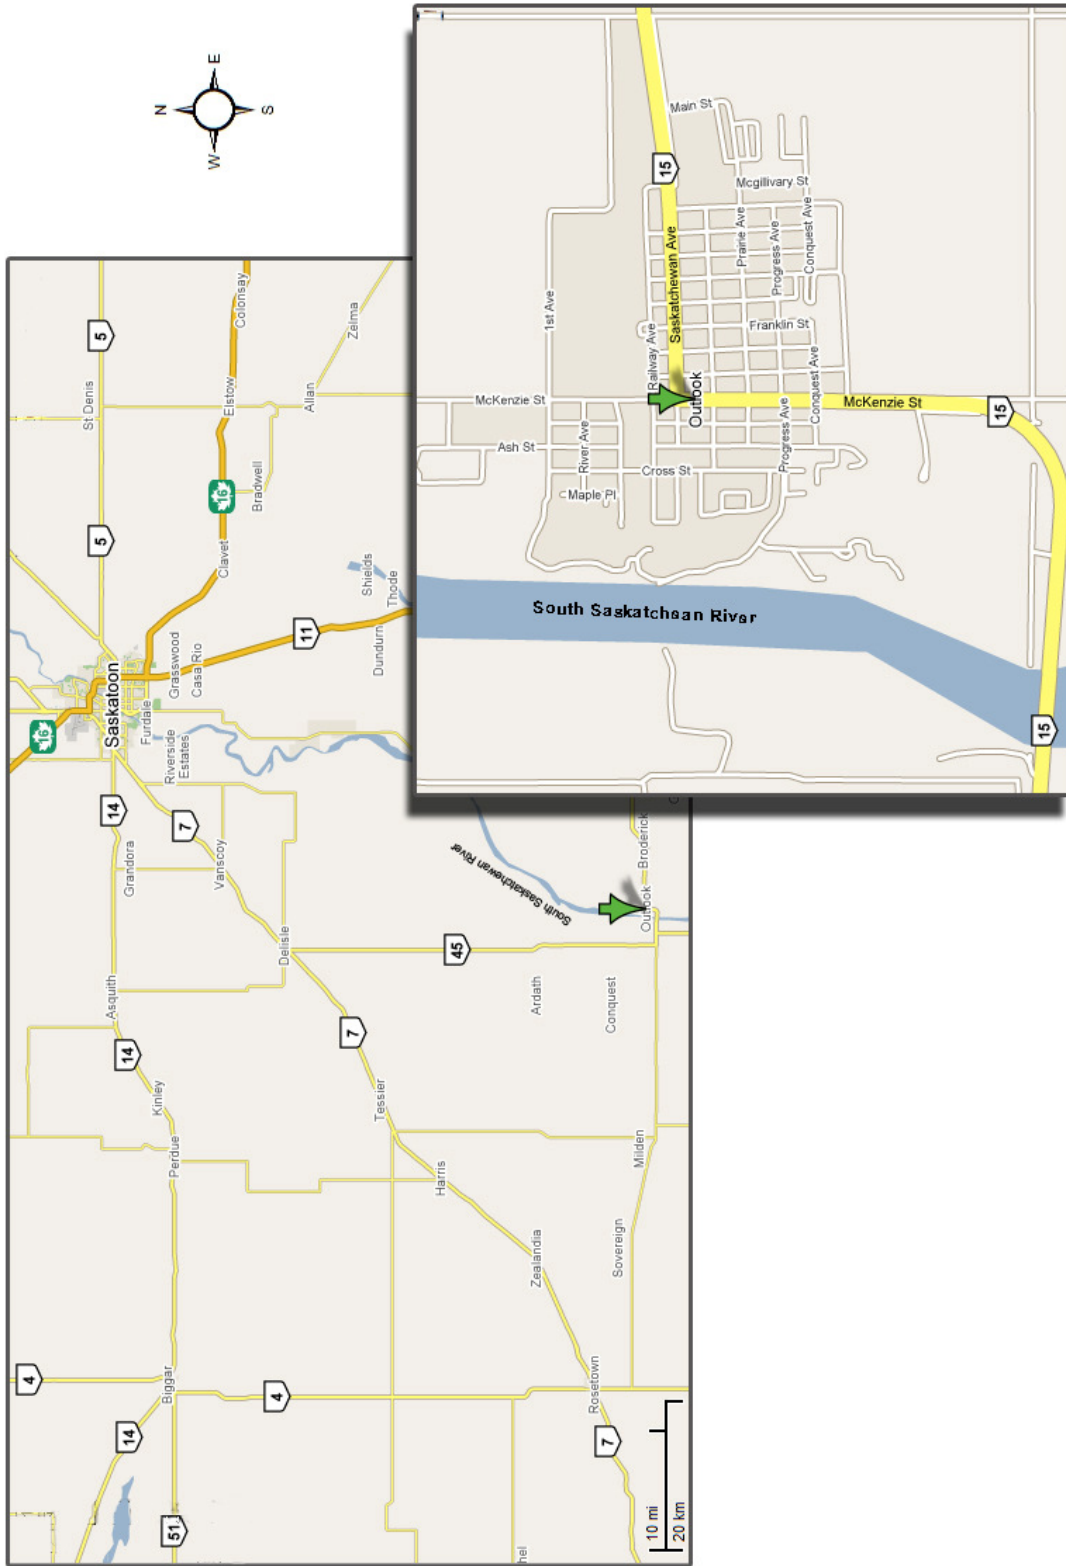 N
E
W
S
5
5
St Denis
Colonsay
Zelma
Elstow
Allan
16
Bradwell
Clavet
Shields
Thode
Dundurn
11
Grasswood
Casa Rio
Saskatoon
Furdale
16
Riverside
Estates
14
7
Grandora
Vanscoy
South Saskatchewan River
Broderick
Outlook
Delisle
45
Asquith
Ardath
Conquest
7
14
Kinley
Tessier
Perdue
Harris
Milden
Zealandia
Sovereign
4
4
Biggar
Rosetown
14
7
51
hel
10 mi
20 km
Main St
15
Mcgillivary St
Saskatchewan Ave
1st Ave
Prairie Ave
Progress Ave
Conquest Ave
Railway Ave
Franklin St
McKenzie St
Outlook
Conquest Ave
McKenzie St
15
Ash St
River Ave
Progress Ave
Cross St
Maple Pl
South Saskatchean River
15